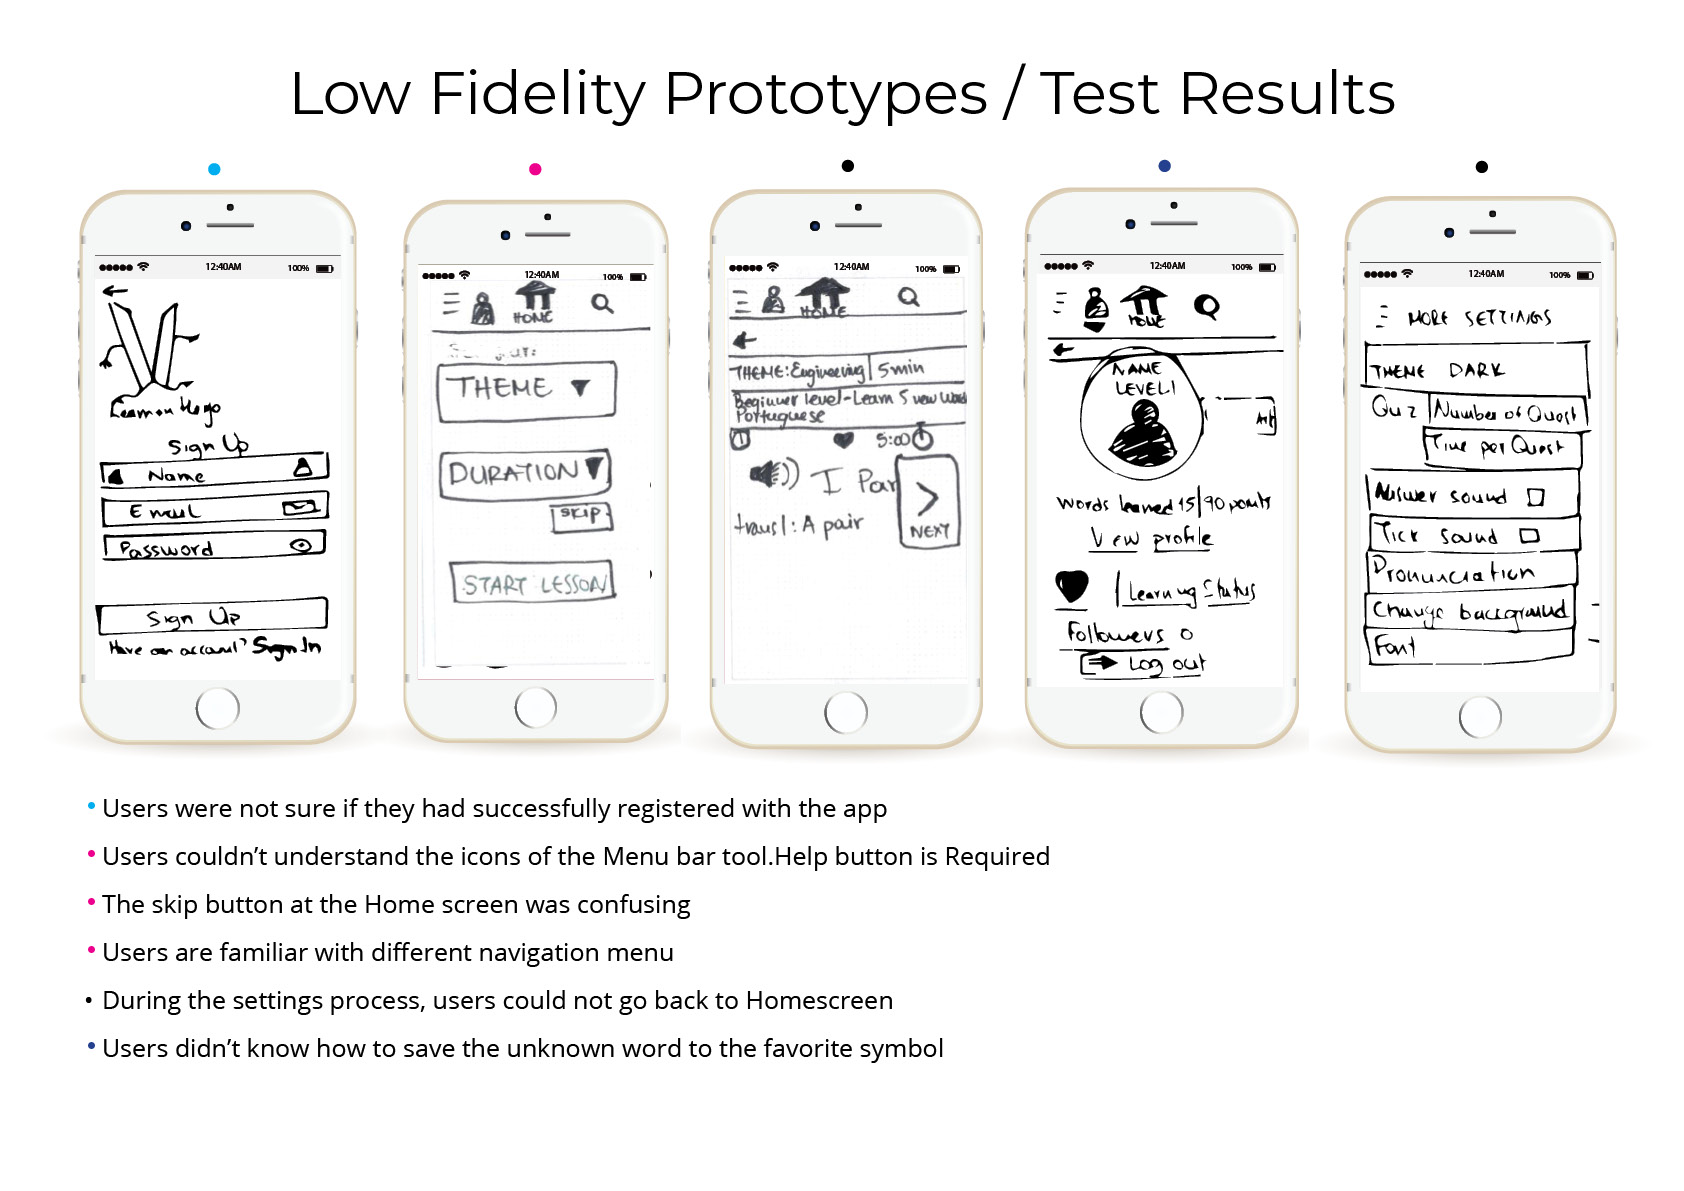 Low Fidelity Prototypes / Test Results
12:40AM 100%
Sign Up
Name
Email
Password
Sign Up
Have an account? Sign In
12:40AM 100%
HOME
THEME
DURATION
SKIP
START LESSON
12:40AM 100%
HOME
THEME: Engineering 5min
Beginner level - Learn 5 new
Portuguese
5:00
I Par
transl: A pair
NEXT
12:40AM 100%
HOME
NAME
LEVEL1
Words learned 15/90 points
View profile
Learning Status
Followers 0
Log out
12:40AM 100%
MORE SETTINGS
THEME DARK
Quiz Number of Quest
Time per Quest
Answer sound
Tick sound
Pronunciation
Change background
Font
Users were not sure if they had successfully registered with the app
Users couldn’t understand the icons of the Menu bar tool.Help button is Required
The skip button at the Home screen was confusing
Users are familiar with different navigation menu
During the settings process, users could not go back to Homescreen
Users didn’t know how to save the unknown word to the favorite symbol